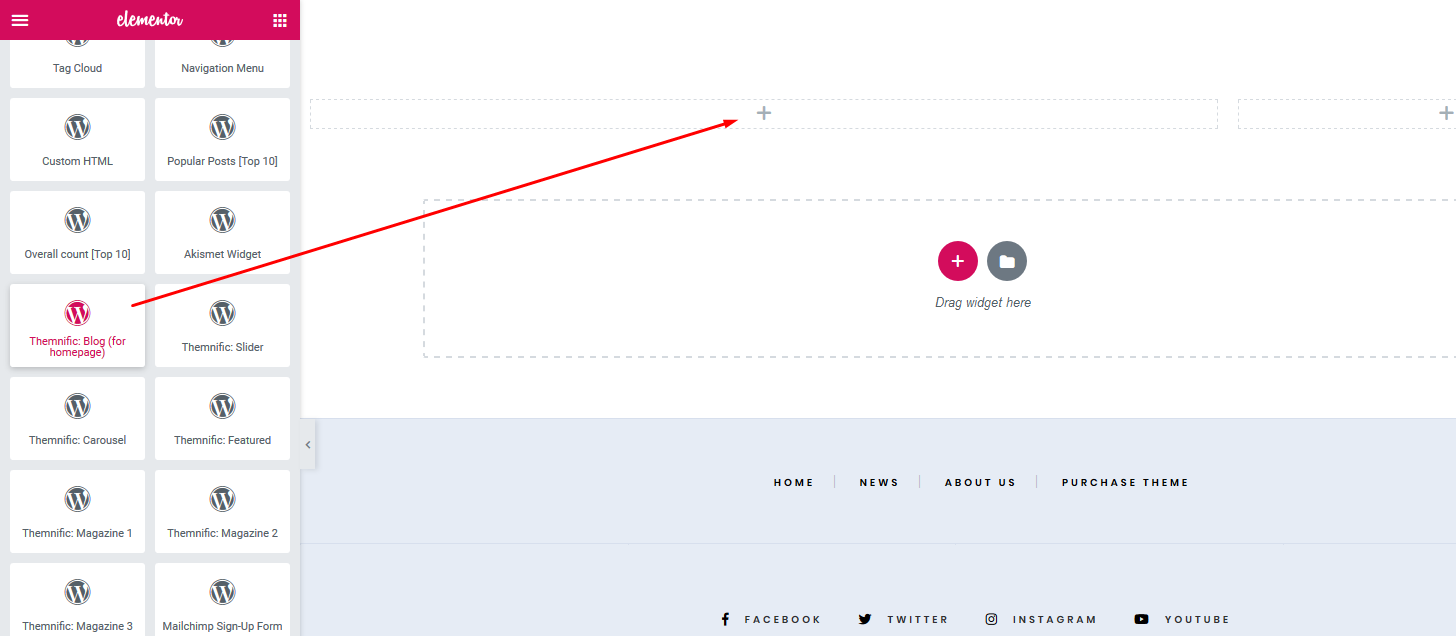 elementor
Tag Cloud
Navigation Menu
Custom HTML
Popular Posts [Top 10]
Overall count [Top 10]
Akismet Widget
Themnific: Blog (for
homepage)
Themnific: Slider
Themnific: Carousel
Themnific: Featured
Themnific: Magazine 1
Themnific: Magazine 2
Themnific: Magazine 3
Mailchimp Sign-Up Form
Drag widget here
HOME
NEWS
ABOUT US
PURCHASE THEME
FACEBOOK
TWITTER
INSTAGRAM
YOUTUBE